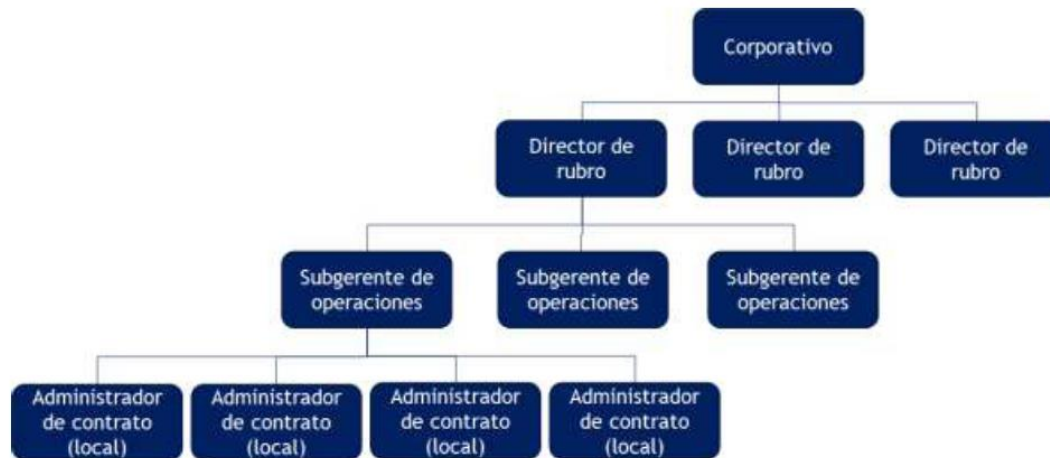 Corporativo
Director de
rubro
Director de
rubro
Director de
rubro
Subgerente de
operaciones
Subgerente de
operaciones
Subgerente de
operaciones
Administrador
de contrato
(local)
Administrador
de contrato
(local)
Administrador
de contrato
(local)
Administrador
de contrato
(local)